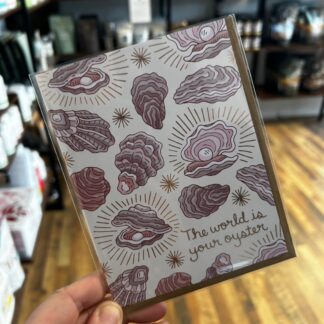 The world is
your oyster